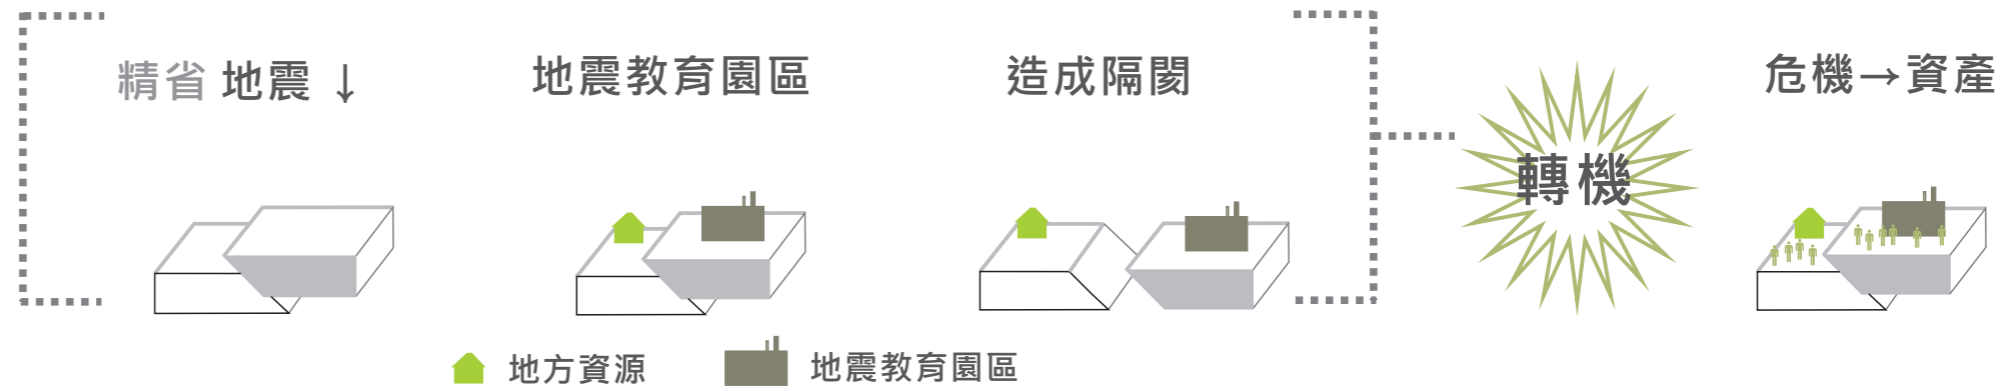 精省 地震 ↓
地震教育園區
造成隔閡
轉機
危機→資產
地方資源
地震教育園區